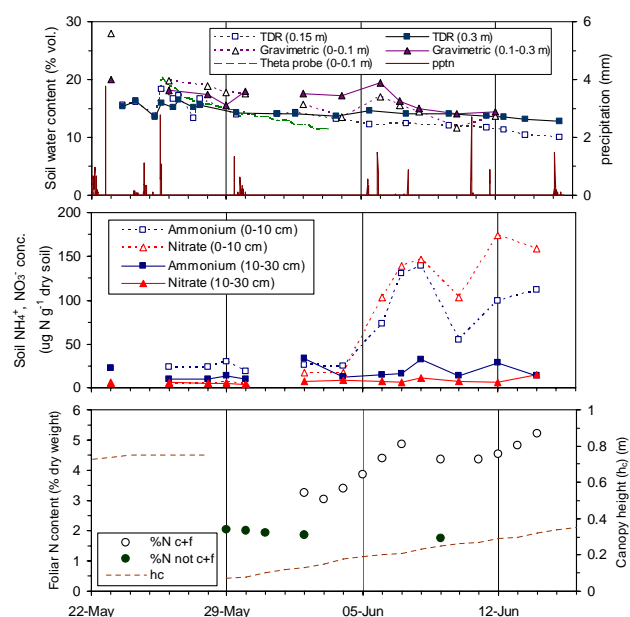 Soil water content (% vol.)
0
10
20
30
TDR (0.15 m)
TDR (0.3 m)
Gravimetric (0-0.1 m)
Gravimetric (0.1-0.3 m)
Theta probe (0-0.1 m)
pptn
0
1
2
3
4
5
6
precipitation (mm)
Soil NH4+, NO3- conc.
(ug N g-1 dry soil)
0
50
100
150
200
Ammonium (0-10 cm)
Nitrate (0-10 cm)
Ammonium (10-30 cm)
Nitrate (10-30 cm)
Foliar N content (% dry weight)
0
1
2
3
4
5
6
%N c+f
%N not c+f
hc
0
0.2
0.4
0.6
0.8
1
Canopy height (hc) (m)
22-May
29-May
05-Jun
12-Jun